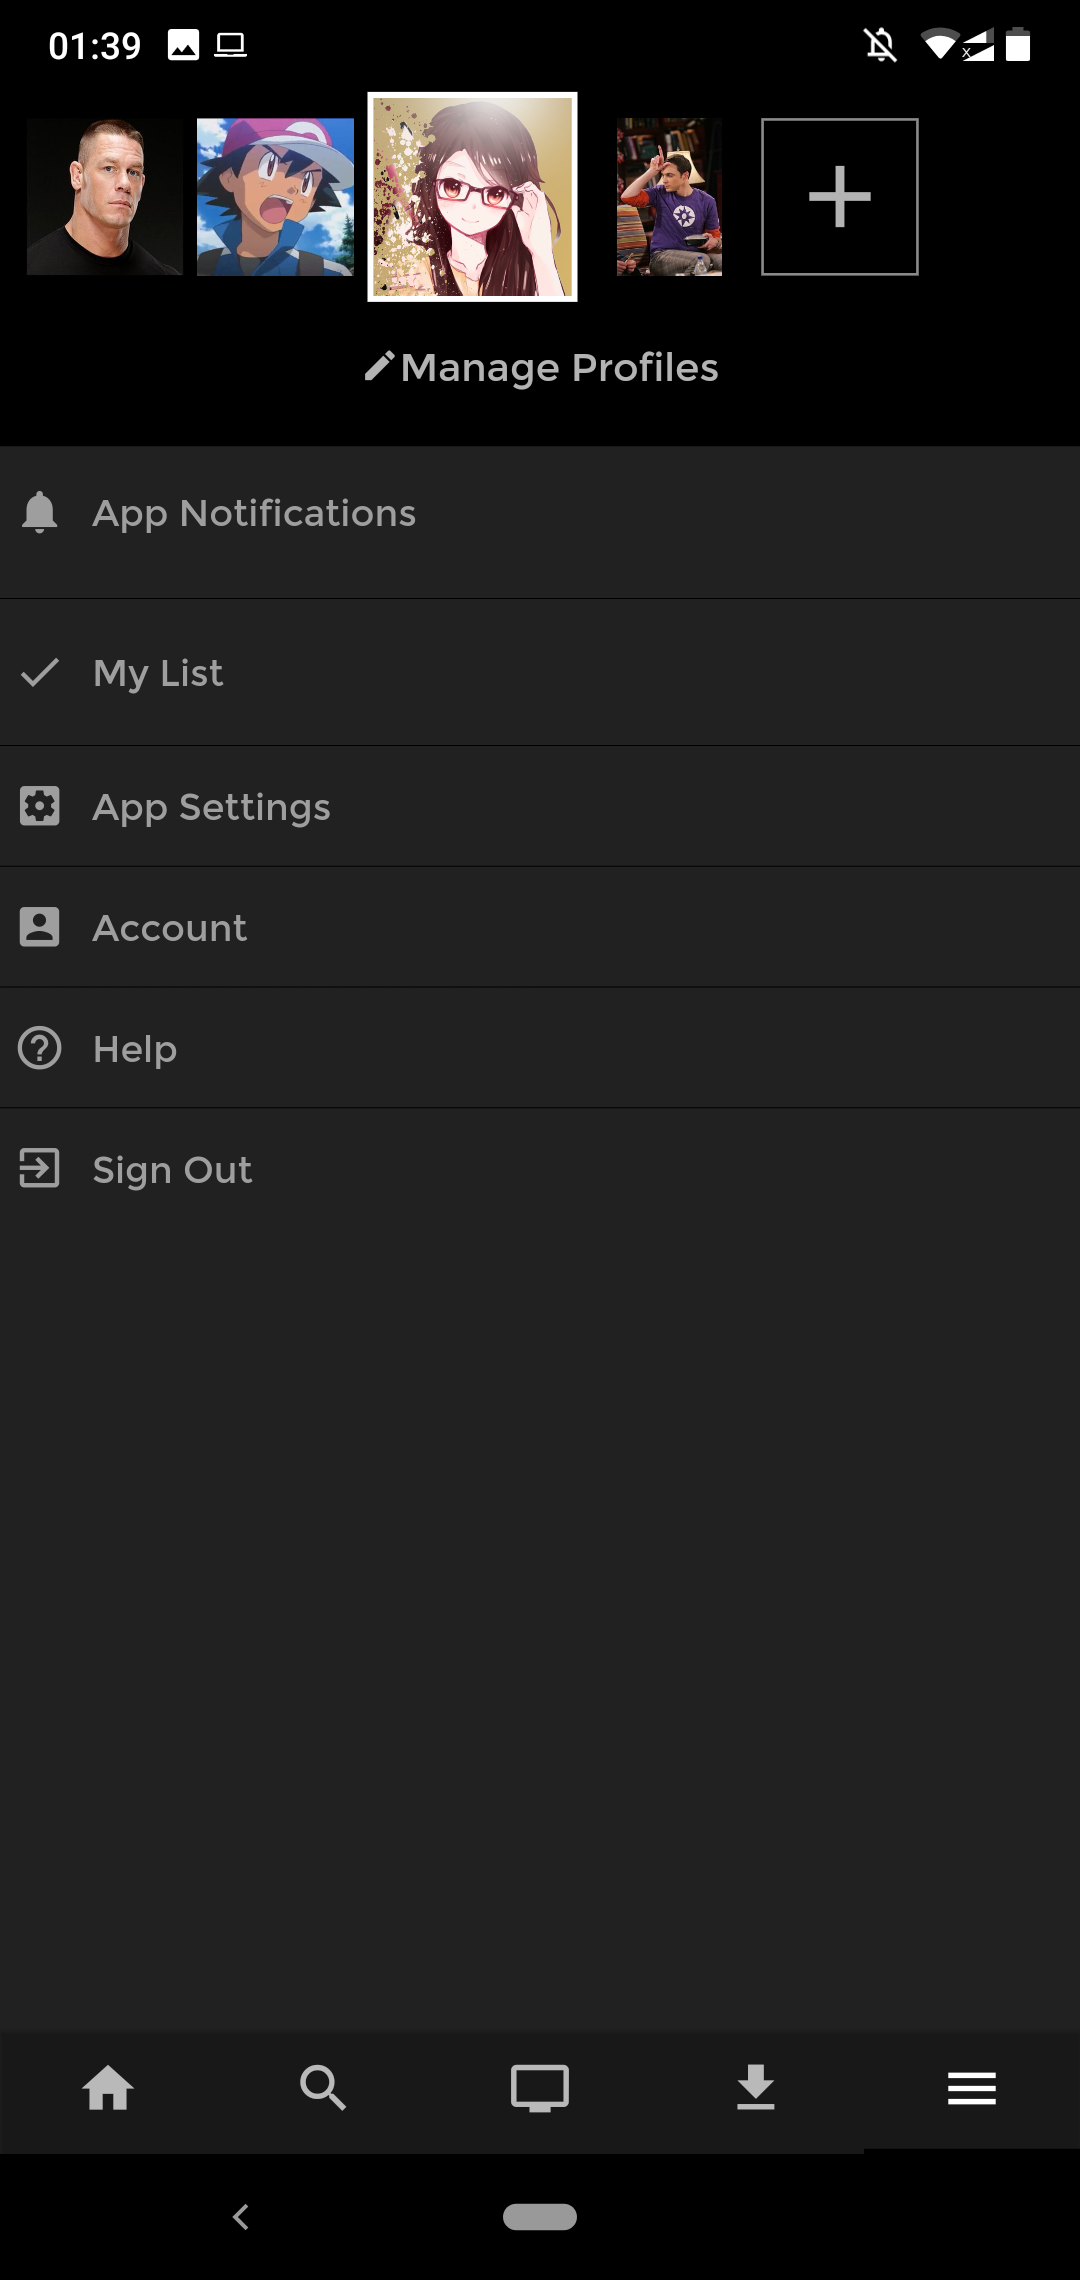 01:39
Manage Profiles
App Notifications
My List
App Settings
Account
Help
Sign Out